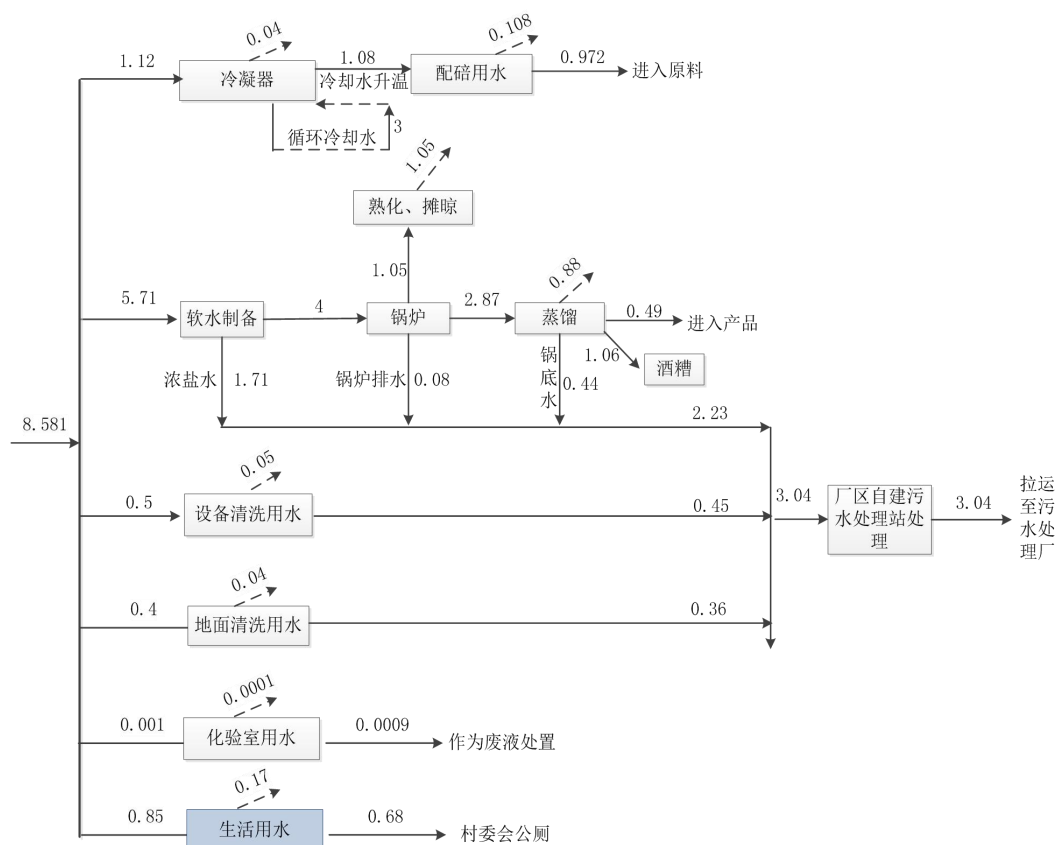 0.04
0.108
1.12
冷凝器
1.08
冷却水升温
配碚用水
0.972
进入原料
循环冷却水
3
1.05
熟化、摊晾
1.05
0.88
5.71
软水制备
4
锅炉
2.87
蒸馏
0.49
进入产品
1.06
酒糟
浓盐水
1.71
锅炉排水
0.08
锅
底
水
0.44
2.23
8.581
0.05
0.5
设备清洗用水
0.45
3.04
厂区自建污
水处理站处
理
3.04
拉运
至污
水处
理厂
0.04
0.4
地面清洗用水
0.36
0.0001
0.001
化验室用水
0.0009
作为废液处置
0.17
0.85
生活用水
0.68
村委会公厕